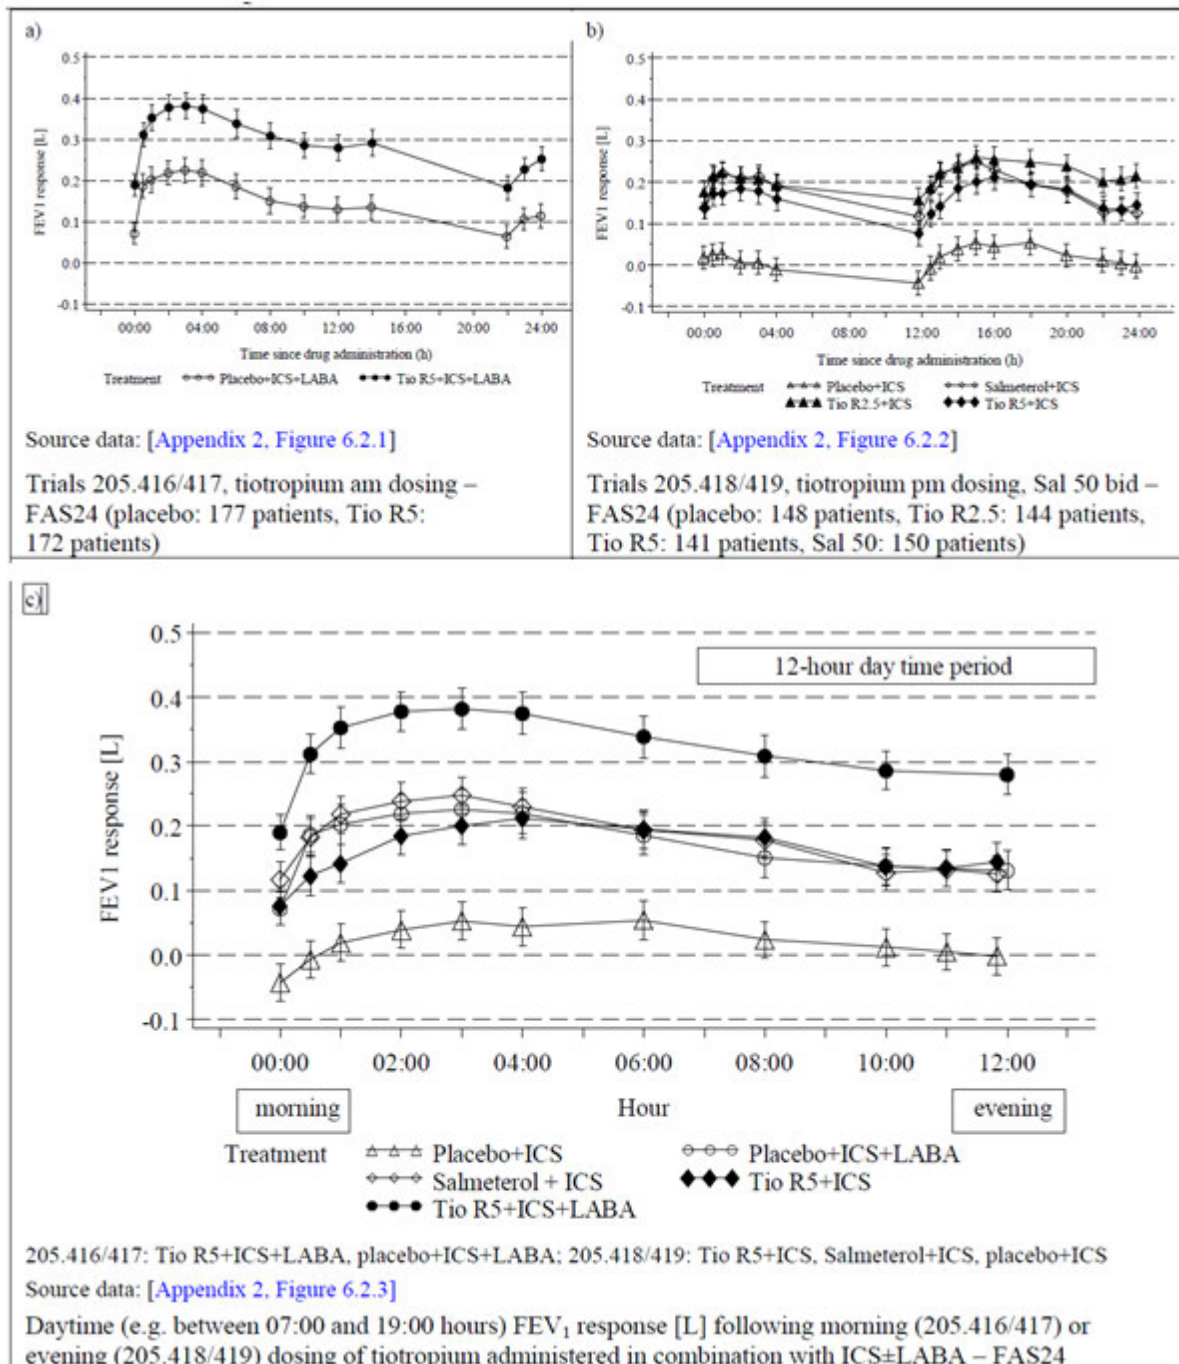 a)
0.5
0.4
0.3
0.2
0.1
0.0
-0.1
FEV1 response [L]
00:00 04:00 08:00 12:00 16:00 20:00 24:00
Time since drug administration (h)
Treatment Placebo+ICS+LABA Tio R5+ICS+LABA
Source data: [Appendix 2, Figure 6.2.1]
Trials 205.416/417, tiotropium am dosing –
FAS24 (placebo: 177 patients, Tio R5:
172 patients)
b)
0.5
0.4
0.3
0.2
0.1
0.0
-0.1
FEV1 response [L]
00:00 04:00 08:00 12:00 16:00 20:00 24:00
Time since drug administration (h)
Treatment Placebo+ICS Salmeterol+ICS
Tio R2.5+ICS Tio R5+ICS
Source data: [Appendix 2, Figure 6.2.2]
Trials 205.418/419, tiotropium pm dosing, Sal 50 bid –
FAS24 (placebo: 148 patients, Tio R2.5: 144 patients,
Tio R5: 141 patients, Sal 50: 150 patients)
c)
12-hour day time period
0.5
0.4
0.3
0.2
0.1
0.0
-0.1
FEV1 response [L]
00:00 02:00 04:00 06:00 08:00 10:00 12:00
morning Hour evening
Treatment Placebo+ICS Placebo+ICS+LABA
Salmeterol + ICS Tio R5+ICS
Tio R5+ICS+LABA
205.416/417: Tio R5+ICS+LABA, placebo+ICS+LABA; 205.418/419: Tio R5+ICS, Salmeterol+ICS, placebo+ICS
Source data: [Appendix 2, Figure 6.2.3]
Daytime (e.g. between 07:00 and 19:00 hours) FEV₁ response [L] following morning (205.416/417) or
evening (205.418/419) dosing of tiotropium administered in combination with ICS±LABA – FAS24